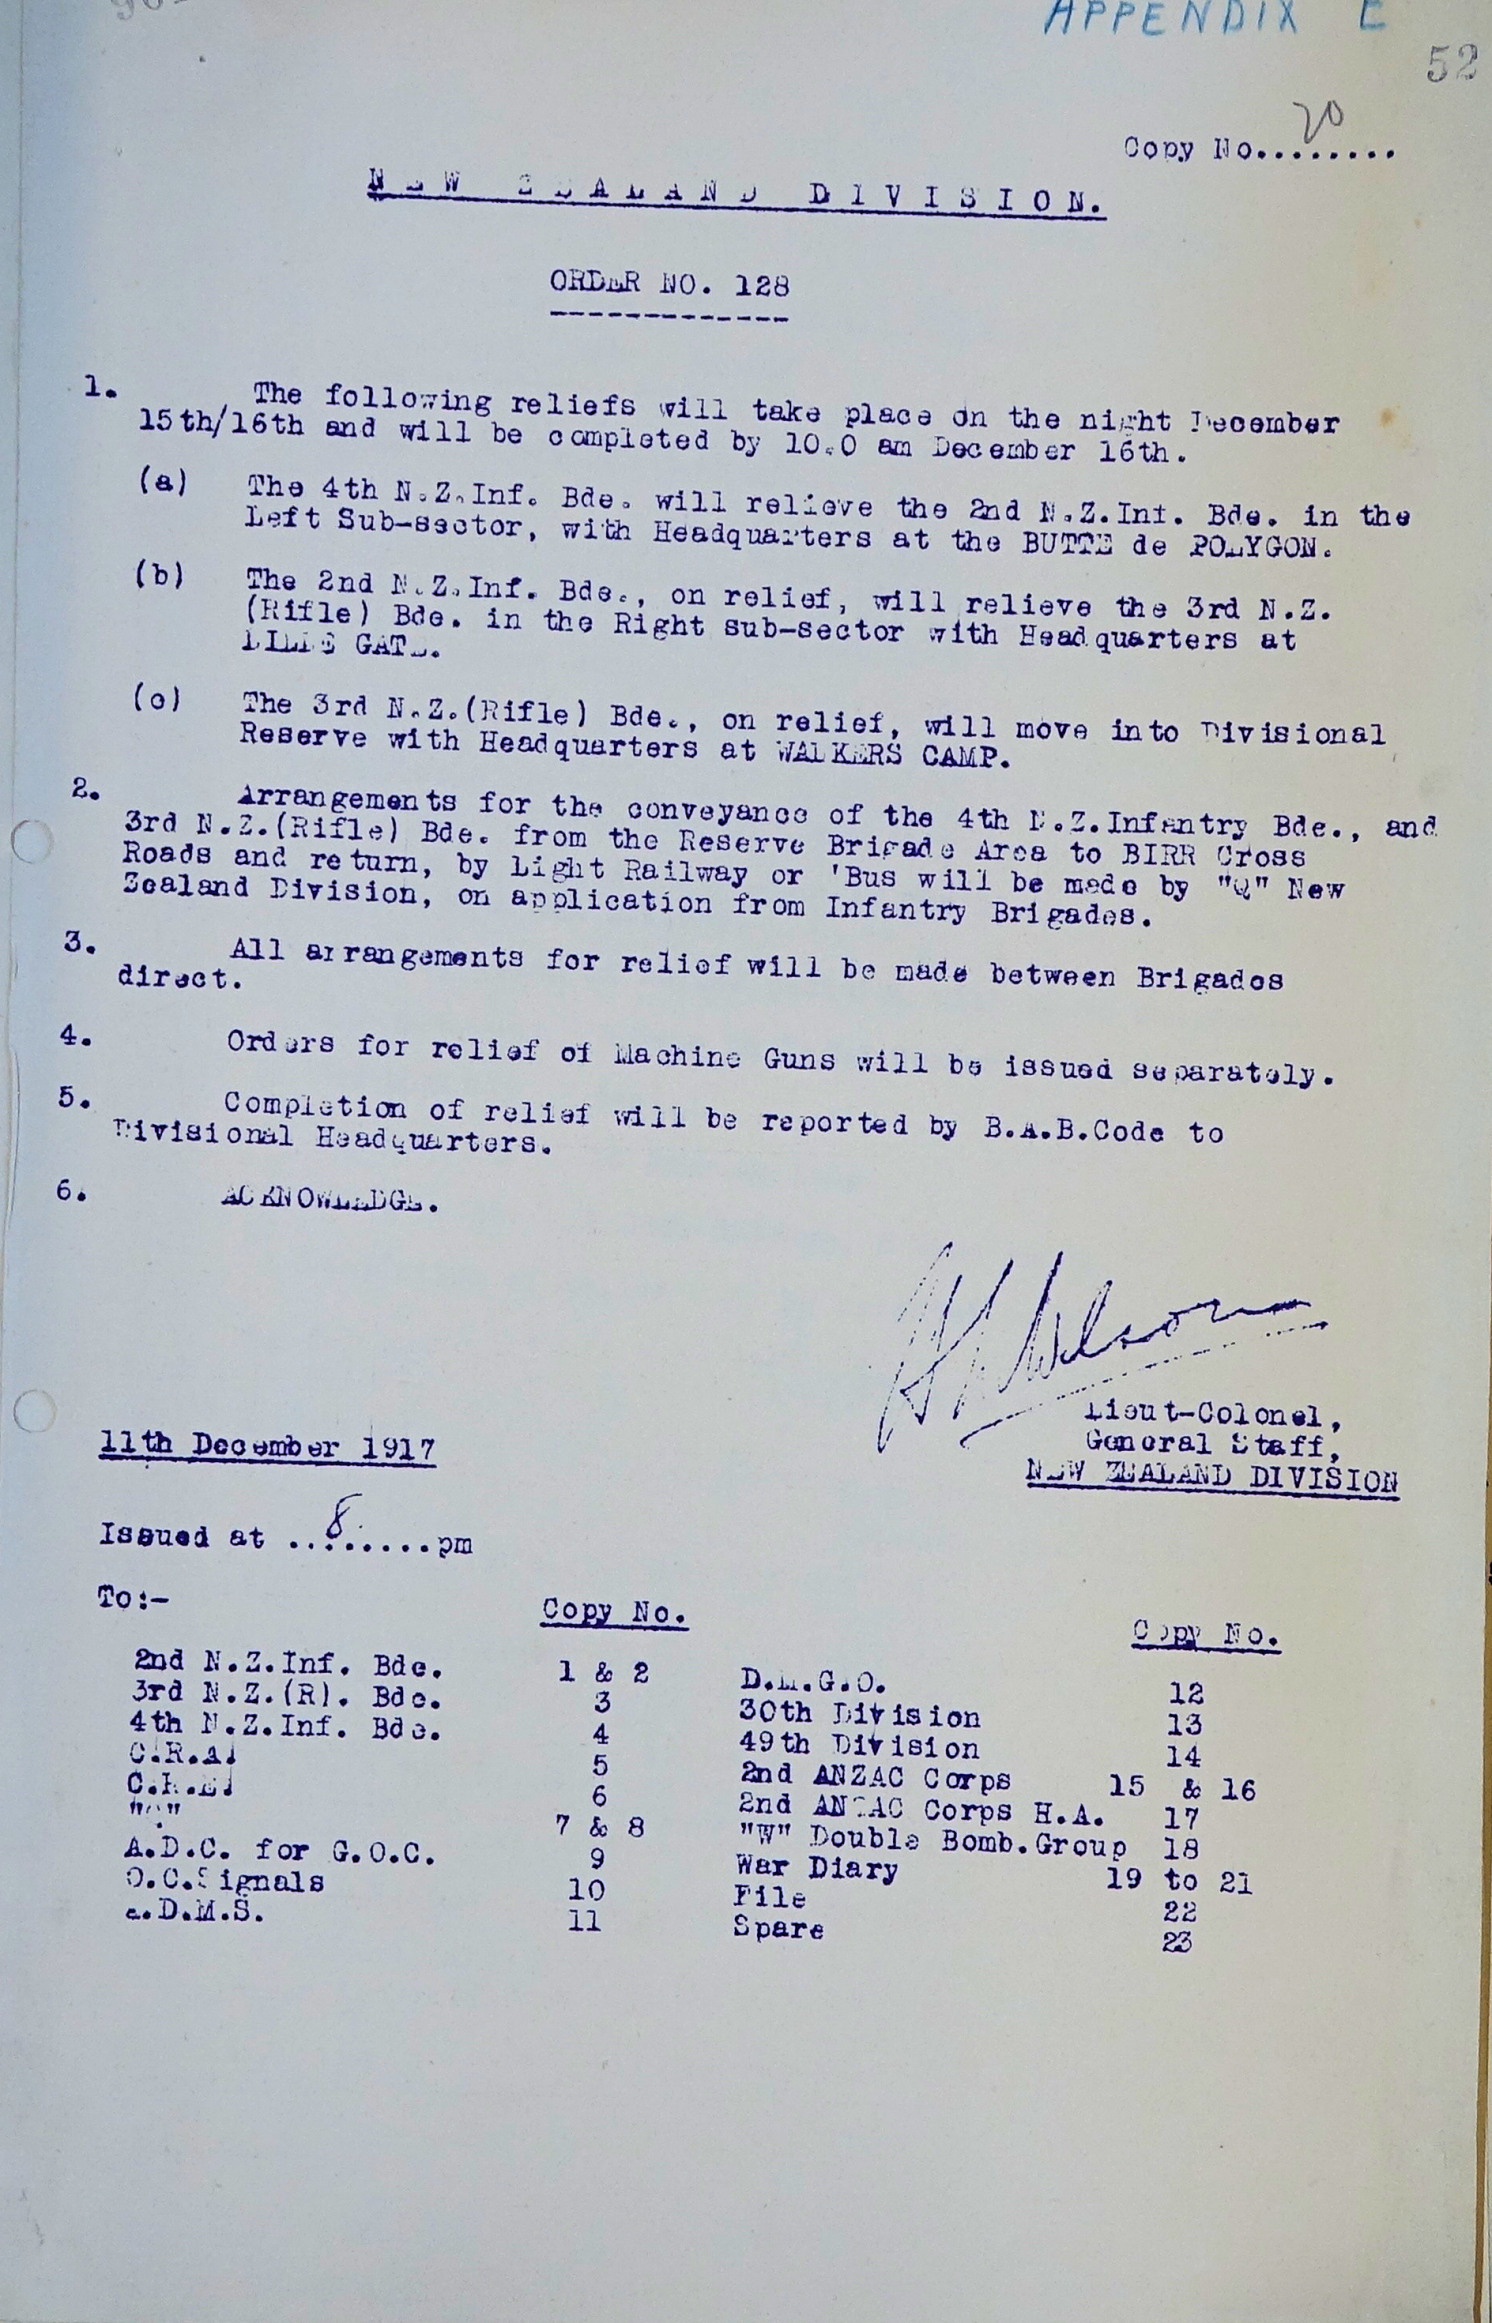 APPENDIX E
52
Copy No........ 20
NEW ZEALAND DIVISION.
ORDER NO. 128
1. The following reliefs will take place on the night December
15th/16th and will be completed by 10.0 am December 16th.
(a) The 4th N.Z.Inf. Bde. will relieve the 2nd N.Z.Inf. Bde. in the
Left Sub-sector, with Headquarters at the BUTTE de POLYGON.
(b) The 2nd N.Z.Inf. Bde., on relief, will relieve the 3rd N.Z.
(Rifle) Bde. in the Right sub-sector with Headquarters at
LILLE GATE.
(c) The 3rd N.Z.(Rifle) Bde., on relief, will move into Divisional
Reserve with Headquarters at WALKERS CAMP.
2. Arrangements for the conveyance of the 4th N.Z.Infantry Bde., and
3rd N.Z.(Rifle) Bde. from the Reserve Brigade Area to BIRR Cross
Roads and return, by Light Railway or 'Bus will be made by "Q" New
Zealand Division, on application from Infantry Brigades.
3. All arrangements for relief will be made between Brigades
direct.
4. Orders for relief of Machine Guns will be issued separately.
5. Completion of relief will be reported by B.A.B.Code to
Divisional Headquarters.
6. ACKNOWLEDGE.
Wilson
Lieut-Colonel,
General Staff,
NEW ZEALAND DIVISION
11th December 1917
Issued at ..8......pm
To:- Copy No. Copy No.
2nd N.Z.Inf. Bde. 1 & 2 D.M.G.O. 12
3rd N.Z.(R). Bde. 3 30th Division 13
4th N.Z.Inf. Bde. 4 49th Division 14
C.R.A. 5 2nd ANZAC Corps 15 & 16
C.R.E. 6 2nd ANZAC Corps H.A. 17
7 & 8 "W" Double Bomb.Group 18
A.D.C. for G.O.C. 9 War Diary 19 to 21
O.C.Signals 10 File 22
A.D.M.S. 11 Spare 23